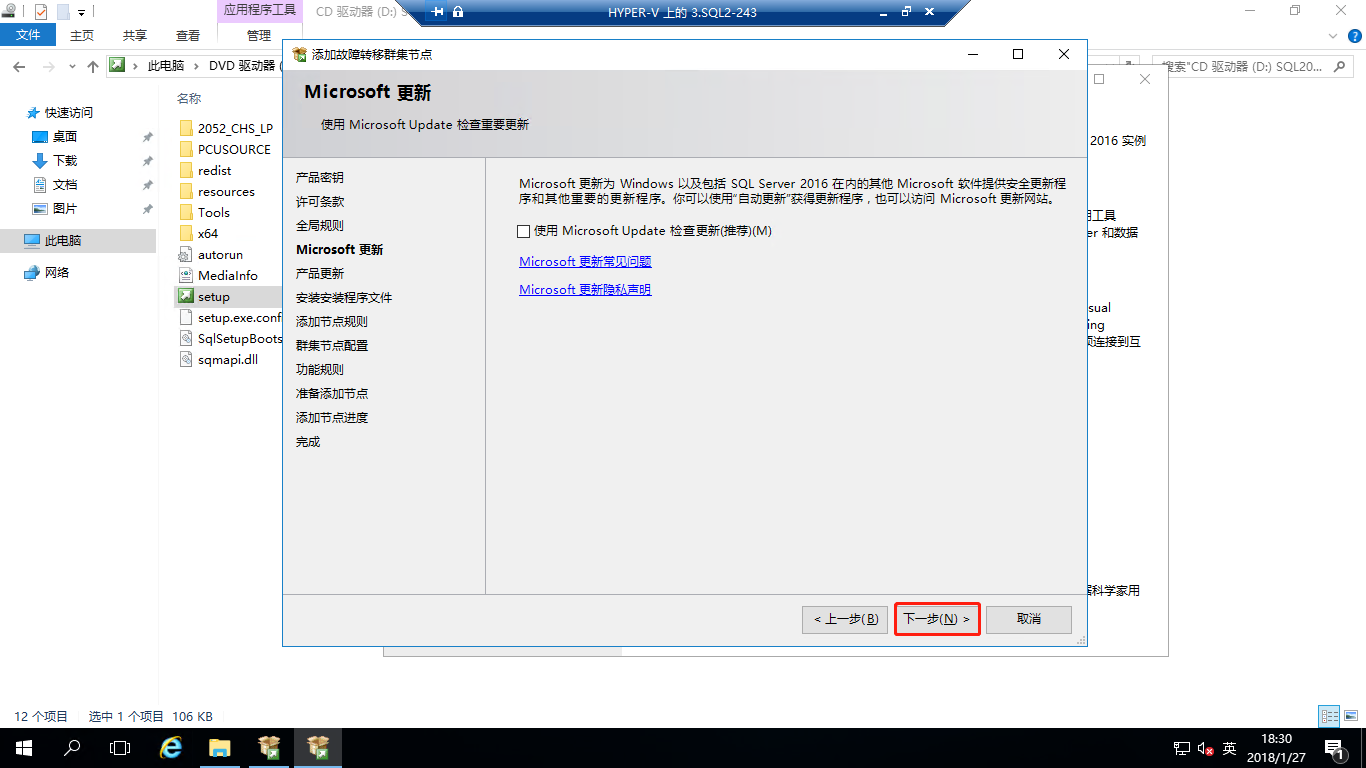 应用程序工具
CD 驱动器 (D:) S
HYPER-V 上的 3.SQL2-243
文件
主页
共享
查看
管理
此电脑
DVD 驱动器 (
搜索"CD 驱动器 (D:) SQL20...
快速访问
桌面
下载
文档
图片
此电脑
网络
名称
2052_CHS_LP
PCUSOURCE
redist
resources
Tools
x64
autorun
MediaInfo
setup
setup.exe.conf
SqlSetupBoots
sqmapi.dll
添加故障转移群集节点
Microsoft 更新
使用 Microsoft Update 检查重要更新
产品密钥
许可条款
全局规则
Microsoft 更新
产品更新
安装安装程序文件
添加节点规则
群集节点配置
功能规则
准备添加节点
添加节点进度
完成
Microsoft 更新为 Windows 以及包括 SQL Server 2016 在内的其他 Microsoft 软件提供安全更新程
序和其他重要的更新程序。你可以使用"自动更新"获得更新程序，也可以访问 Microsoft 更新网站。
使用 Microsoft Update 检查更新(推荐)(M)
Microsoft 更新常见问题
Microsoft 更新隐私声明
< 上一步(B)
下一步(N) >
取消
2016 实例
工具
er 和数据
sual
ing
连接到互
科学家用
12 个项目
选中 1 个项目 106 KB
英
18:30
2018/1/27
1